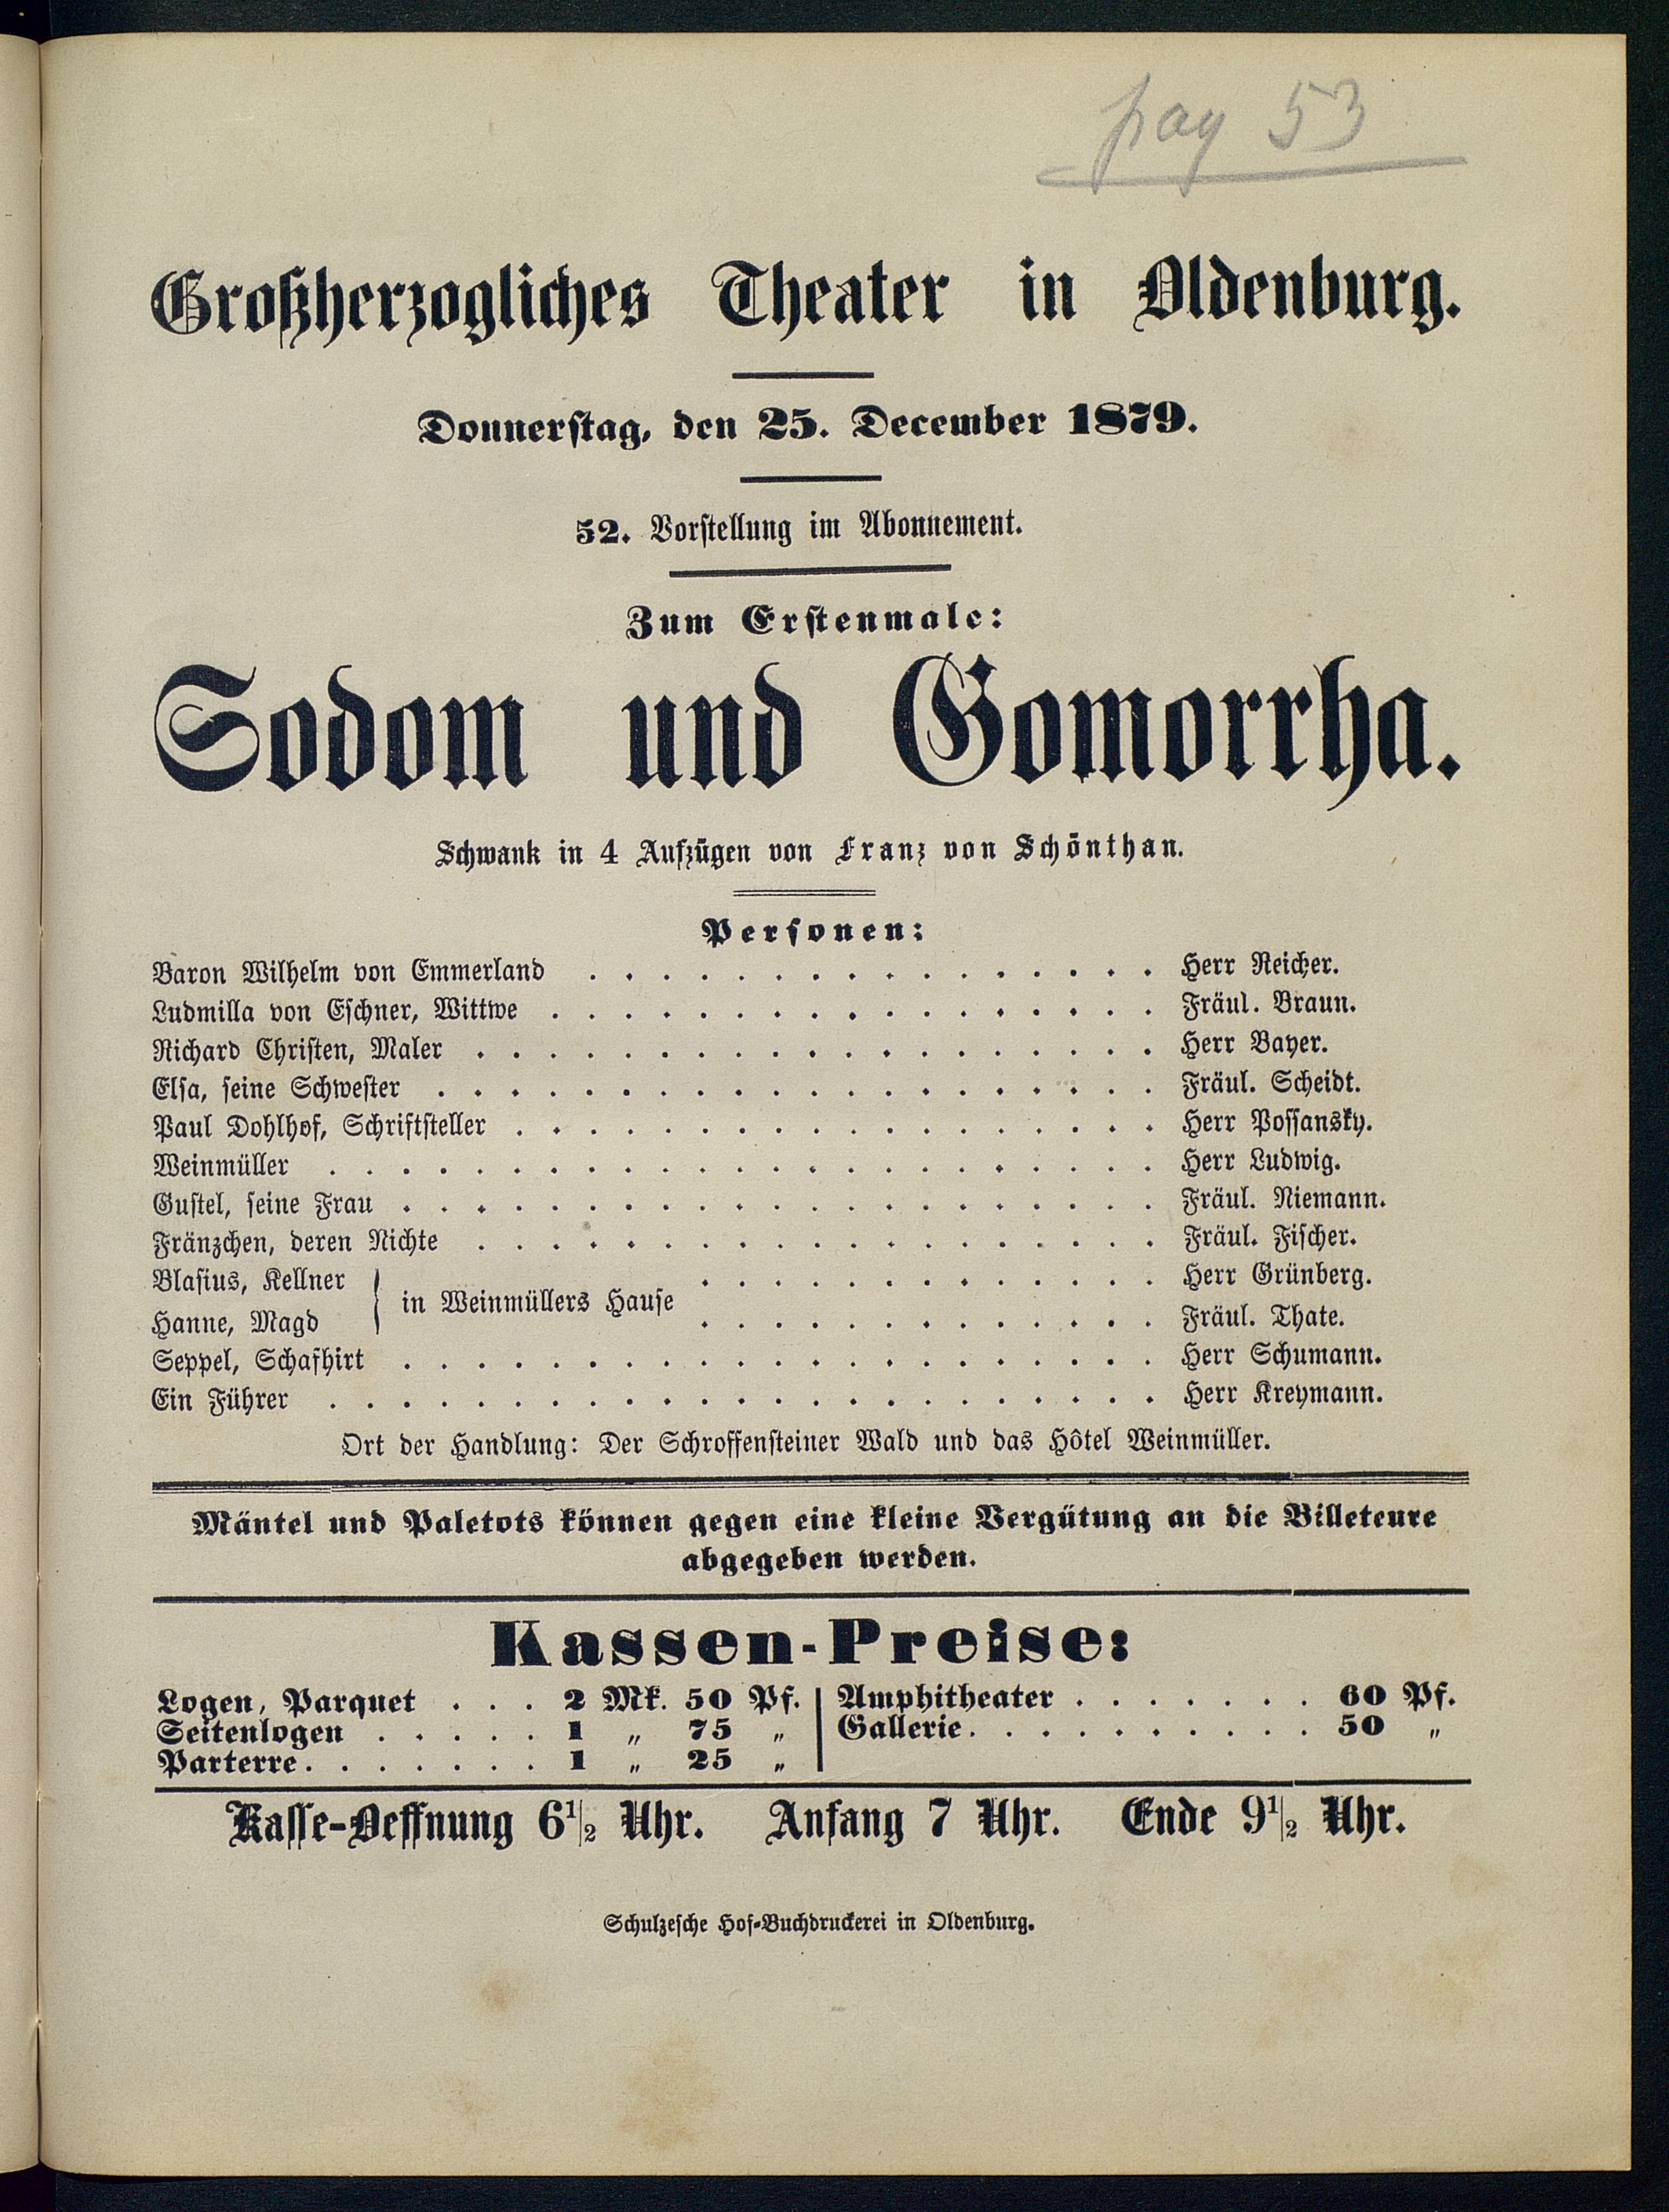 pag 53
Großherzogliches Theater in Oldenburg.
Donnerstag, den 25. December 1879.
52. Vorstellung im Abonnement.
Zum Erstenmale:
Sodom und Gomorrha.
Schwank in 4 Aufzügen von Franz von Schönthan.
Personen:
Baron Wilhelm von Emmerland . . . . . . . . . . . . . . . . Herr Reicher.
Ludmilla von Eschner, Wittwe . . . . . . . . . . . . . . . . . Fräul. Braun.
Richard Christen, Maler . . . . . . . . . . . . . . . . . . . Herr Bayer.
Elsa, seine Schwester . . . . . . . . . . . . . . . . . . . . Fräul. Scheidt.
Paul Dohlhof, Schriftsteller . . . . . . . . . . . . . . . . . . Herr Possansky.
Weinmüller . . . . . . . . . . . . . . . . . . . . . . . Herr Ludwig.
Gustel, seine Frau . . . . . . . . . . . . . . . . . . . . . Fräul. Niemann.
Fränzchen, deren Nichte . . . . . . . . . . . . . . . . . . . Fräul. Fischer.
Blasius, Kellner . . . . . . . . . . . . . Herr Grünberg.
in Weinmüllers Hause
Hanne, Magd . . . . . . . . . . . . . Fräul. Thate.
Seppel, Schafhirt . . . . . . . . . . . . . . . . . . . . . Herr Schumann.
Ein Führer . . . . . . . . . . . . . . . . . . . . . . . Herr Kreymann.
Ort der Handlung: Der Schroffensteiner Wald und das Hôtel Weinmüller.
Mäntel und Paletots können gegen eine kleine Vergütung an die Billeteure
abgegeben werden.
Kassen-Preise:
Logen, Parquet . . . 2 Mk. 50 Pf. | Amphitheater . . . . . . . 60 Pf.
Seitenlogen . . . . . 1 „ 75 „ | Gallerie. . . . . . . . . . 50 „
Parterre. . . . . . . 1 „ 25 „
Kasse-Oeffnung 6 1/2 Uhr. Anfang 7 Uhr. Ende 9 1/2 Uhr.
Schulzesche Hof-Buchdruckerei in Oldenburg.